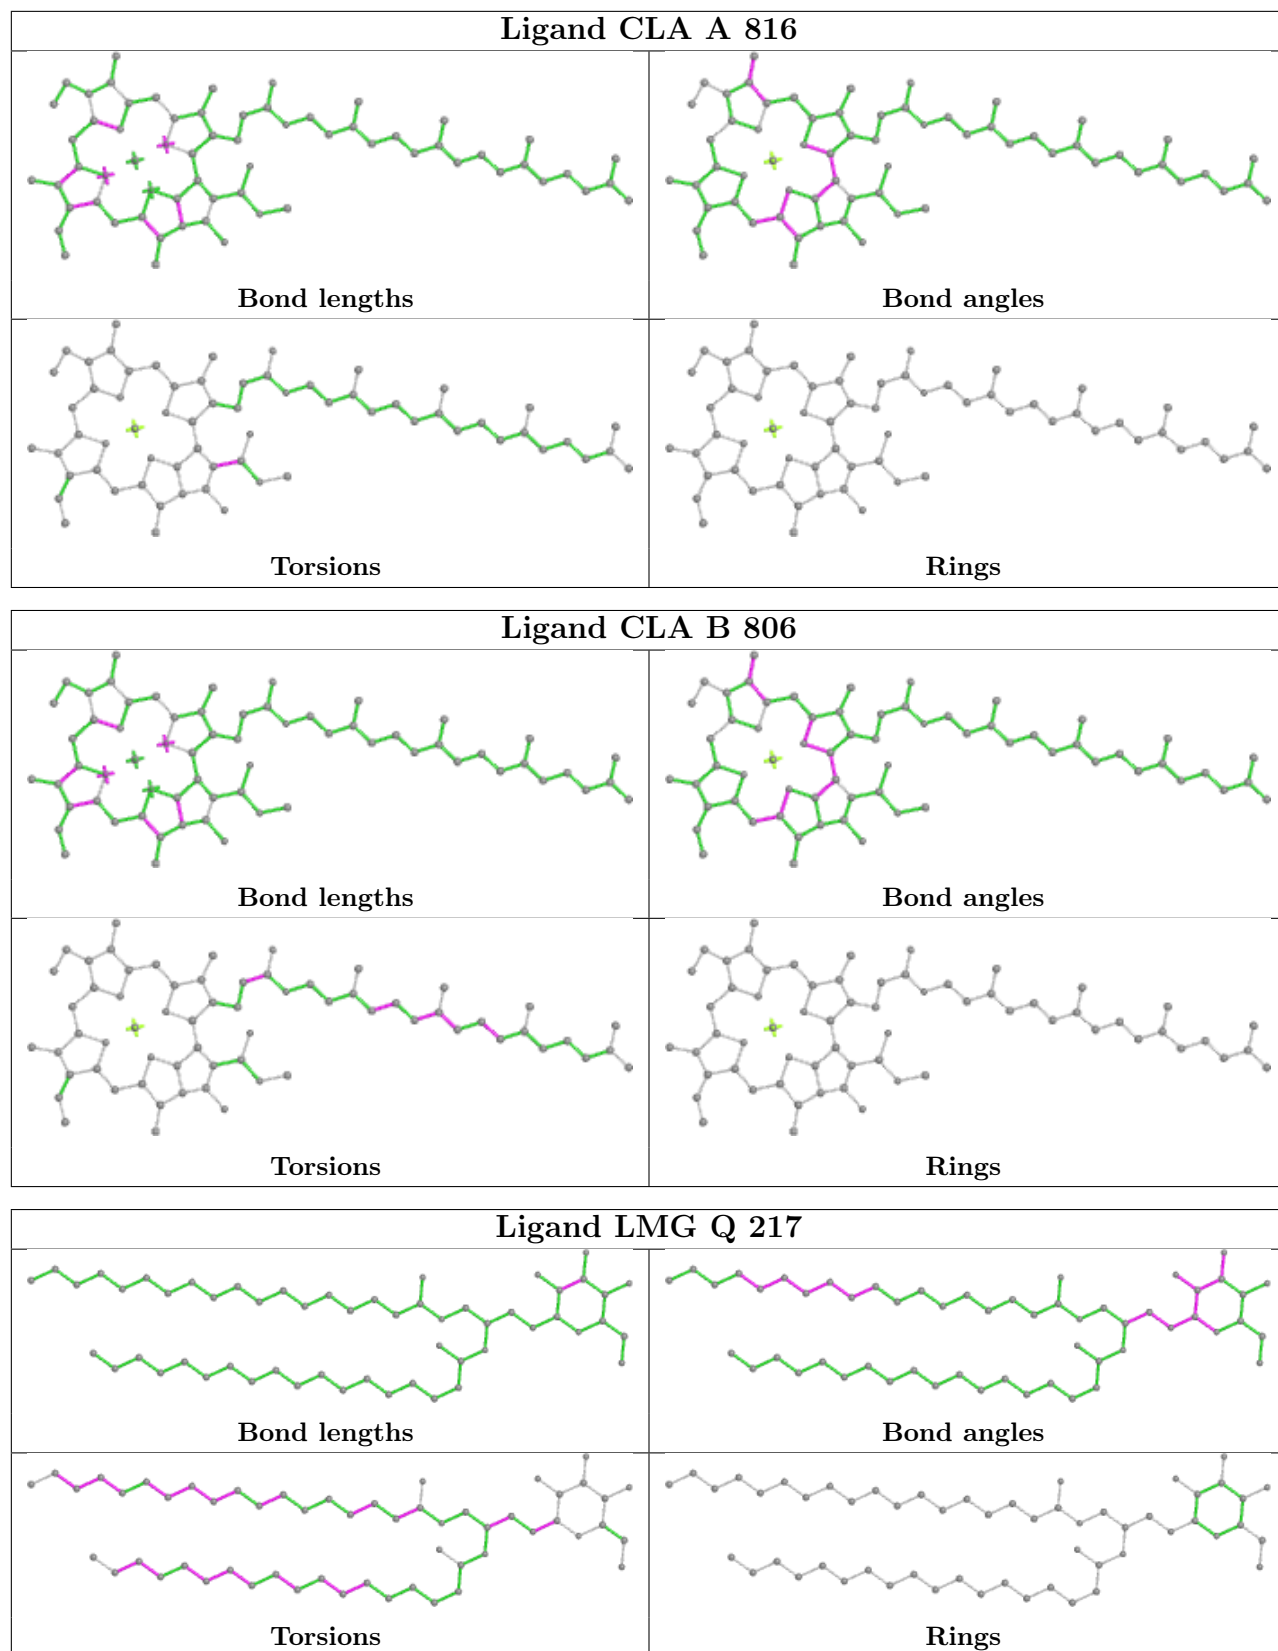 Ligand CLA A 816
Bond lengths
Bond angles
Torsions
Rings
Ligand CLA B 806
Bond lengths
Bond angles
Torsions
Rings
Ligand LMG Q 217
Bond lengths
Bond angles
Torsions
Rings